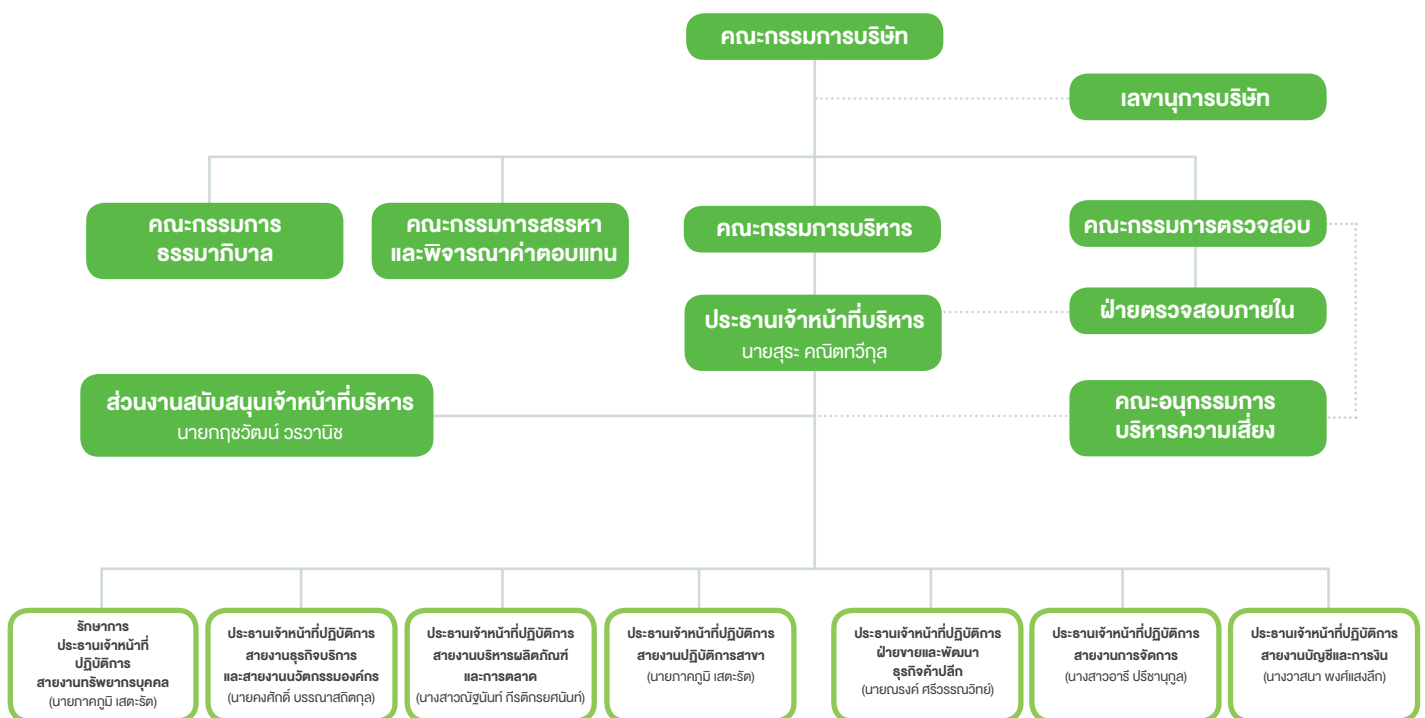 คณะกรรมการบริษัท
เลขานุการบริษัท
คณะกรรมการ
ธรรมาภิบาล
คณะกรรมการสรรหา
และพิจารณาค่าตอบแทน
คณะกรรมการบริหาร
คณะกรรมการตรวจสอบ
ประธานเจ้าหน้าที่บริหาร
นายสุระ คณิตทวีกุล
ฝ่ายตรวจสอบภายใน
ส่วนงานสนับสนุนเจ้าหน้าที่บริหาร
นายกฤชวัฒน์ วรวานิช
คณะอนุกรรมการ
บริหารความเสี่ยง
รักษาการ
ประธานเจ้าหน้าที่
ปฏิบัติการ
สายงานทรัพยากรบุคคล
(นายภาคภูมิ เสตะรัต)
ประธานเจ้าหน้าที่ปฏิบัติการ
สายงานธุรกิจบริการ
และสายงานนวัตกรรมองค์กร
(นายคงศักดิ์ บรรณาสถิตกุล)
ประธานเจ้าหน้าที่ปฏิบัติการ
สายงานบริหารผลิตภัณฑ์
และการตลาด
(นางสาวณัฐนันท์ กีรติกรยศนันท์)
ประธานเจ้าหน้าที่ปฏิบัติการ
สายงานปฏิบัติการสาขา
(นายภาคภูมิ เสตะรัต)
ประธานเจ้าหน้าที่ปฏิบัติการ
ฝ่ายขายและพัฒนา
ธุรกิจค้าปลีก
(นายณรงค์ ศรีวรรณวิทย์)
ประธานเจ้าหน้าที่ปฏิบัติการ
สายงานการจัดการ
(นางสาวอารี ปรีชานุกูล)
ประธานเจ้าหน้าที่ปฏิบัติการ
สายงานบัญชีและการเงิน
(นางวาสนา พงศ์แสงลึก)